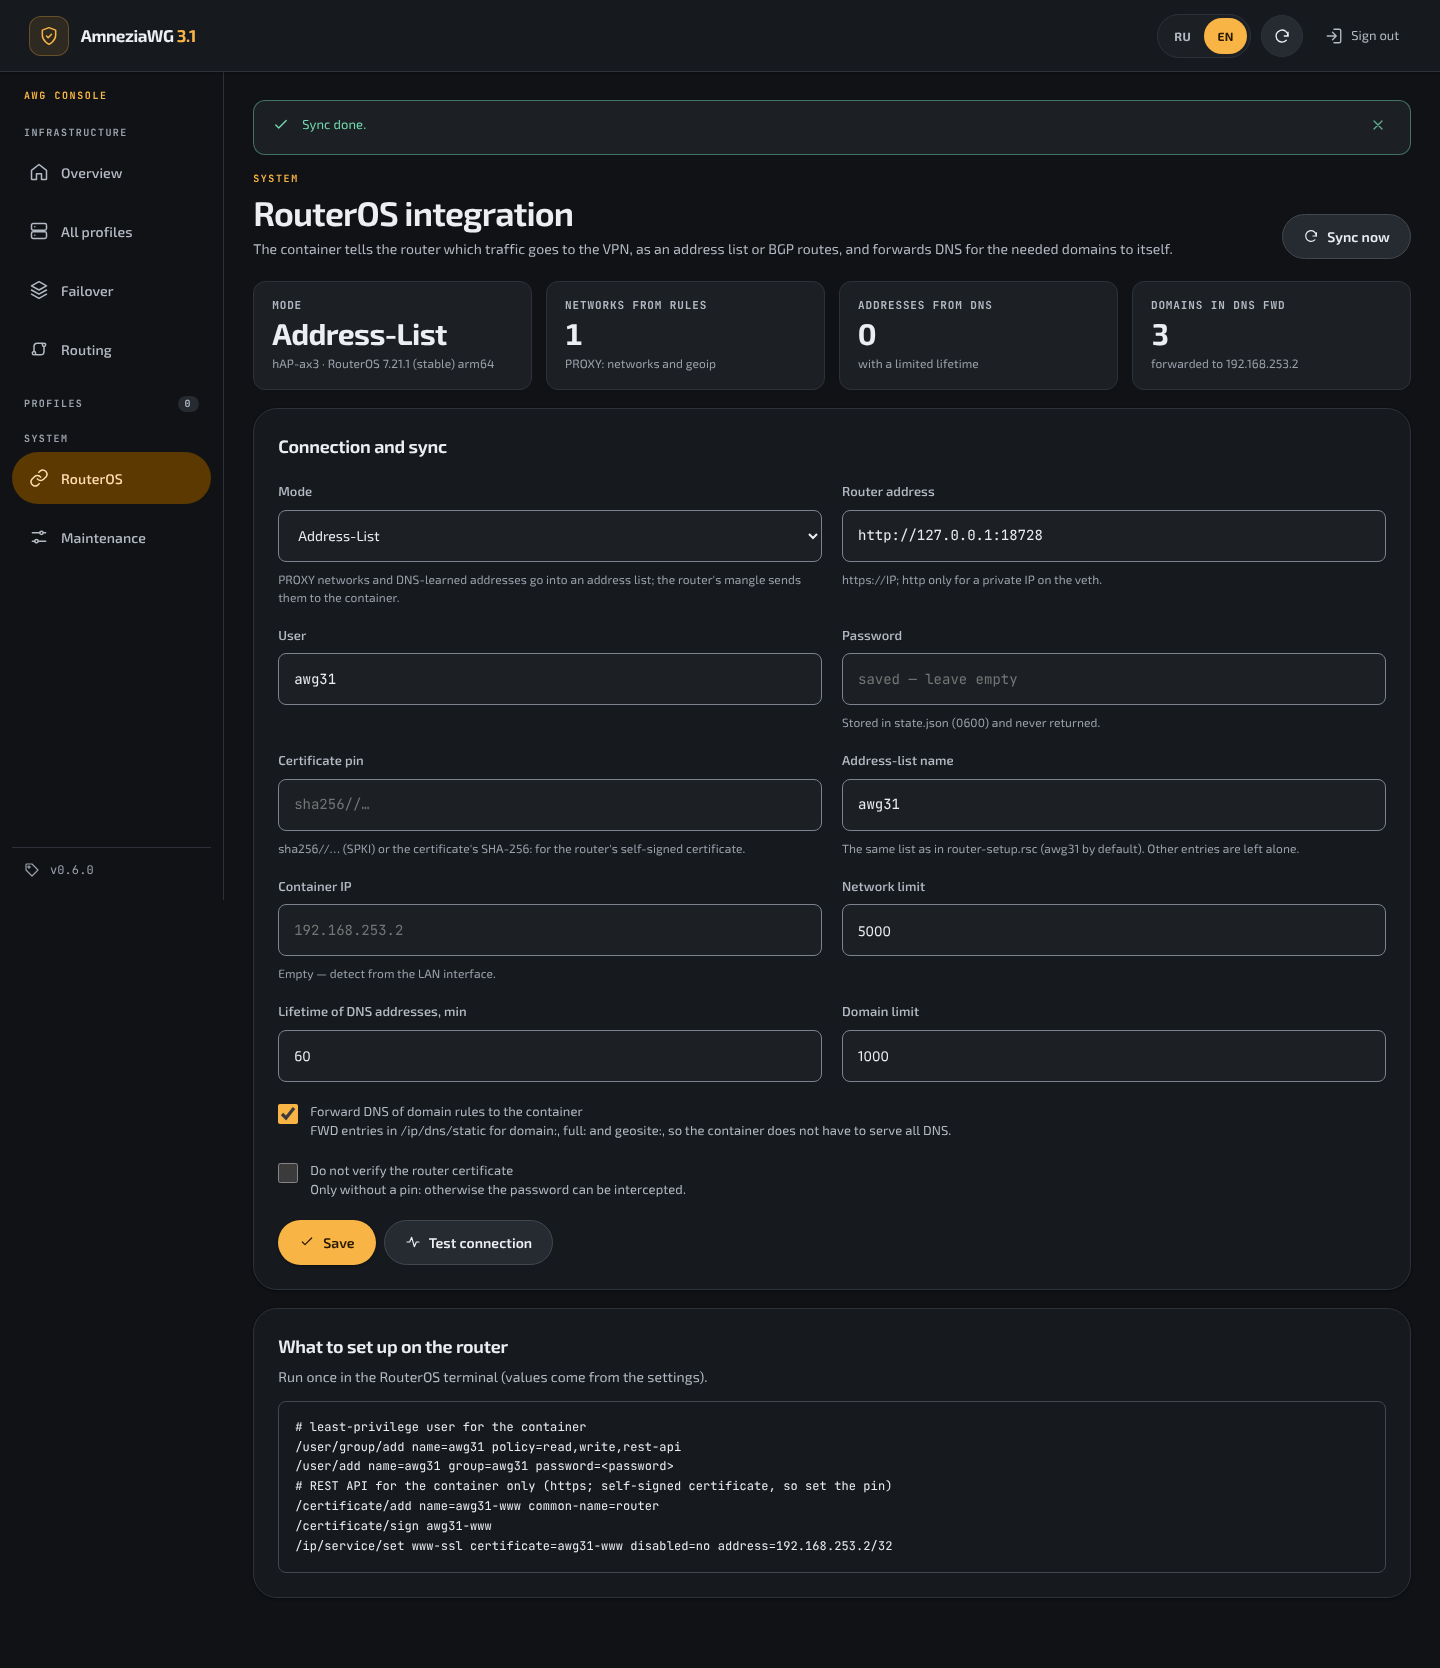 AmneziaWG 3.1
RU
EN
Sign out
AWG CONSOLE
INFRASTRUCTURE
Overview
All profiles
Failover
Routing
PROFILES
0
SYSTEM
RouterOS
Maintenance
v0.6.0
Sync done.
SYSTEM
RouterOS integration
The container tells the router which traffic goes to the VPN, as an address list or BGP routes, and forwards DNS for the needed domains to itself.
Sync now
MODE
Address-List
hAP-ax3 · RouterOS 7.21.1 (stable) arm64
NETWORKS FROM RULES
1
PROXY: networks and geoip
ADDRESSES FROM DNS
0
with a limited lifetime
DOMAINS IN DNS FWD
3
forwarded to 192.168.253.2
Connection and sync
Mode
Address-List
PROXY networks and DNS-learned addresses go into an address list; the router's mangle sends
them to the container.
Router address
http://127.0.0.1:18728
https://IP; http only for a private IP on the veth.
User
awg31
Password
saved — leave empty
Stored in state.json (0600) and never returned.
Certificate pin
sha256//…
sha256//… (SPKI) or the certificate's SHA-256: for the router's self-signed certificate.
Address-list name
awg31
The same list as in router-setup.rsc (awg31 by default). Other entries are left alone.
Container IP
192.168.253.2
Empty — detect from the LAN interface.
Network limit
5000
Lifetime of DNS addresses, min
60
Domain limit
1000
Forward DNS of domain rules to the container
FWD entries in /ip/dns/static for domain:, full: and geosite:, so the container does not have to serve all DNS.
Do not verify the router certificate
Only without a pin: otherwise the password can be intercepted.
Save
Test connection
What to set up on the router
Run once in the RouterOS terminal (values come from the settings).
# least-privilege user for the container
/user/group/add name=awg31 policy=read,write,rest-api
/user/add name=awg31 group=awg31 password=<password>
# REST API for the container only (https; self-signed certificate, so set the pin)
/certificate/add name=awg31-www common-name=router
/certificate/sign awg31-www
/ip/service/set www-ssl certificate=awg31-www disabled=no address=192.168.253.2/32